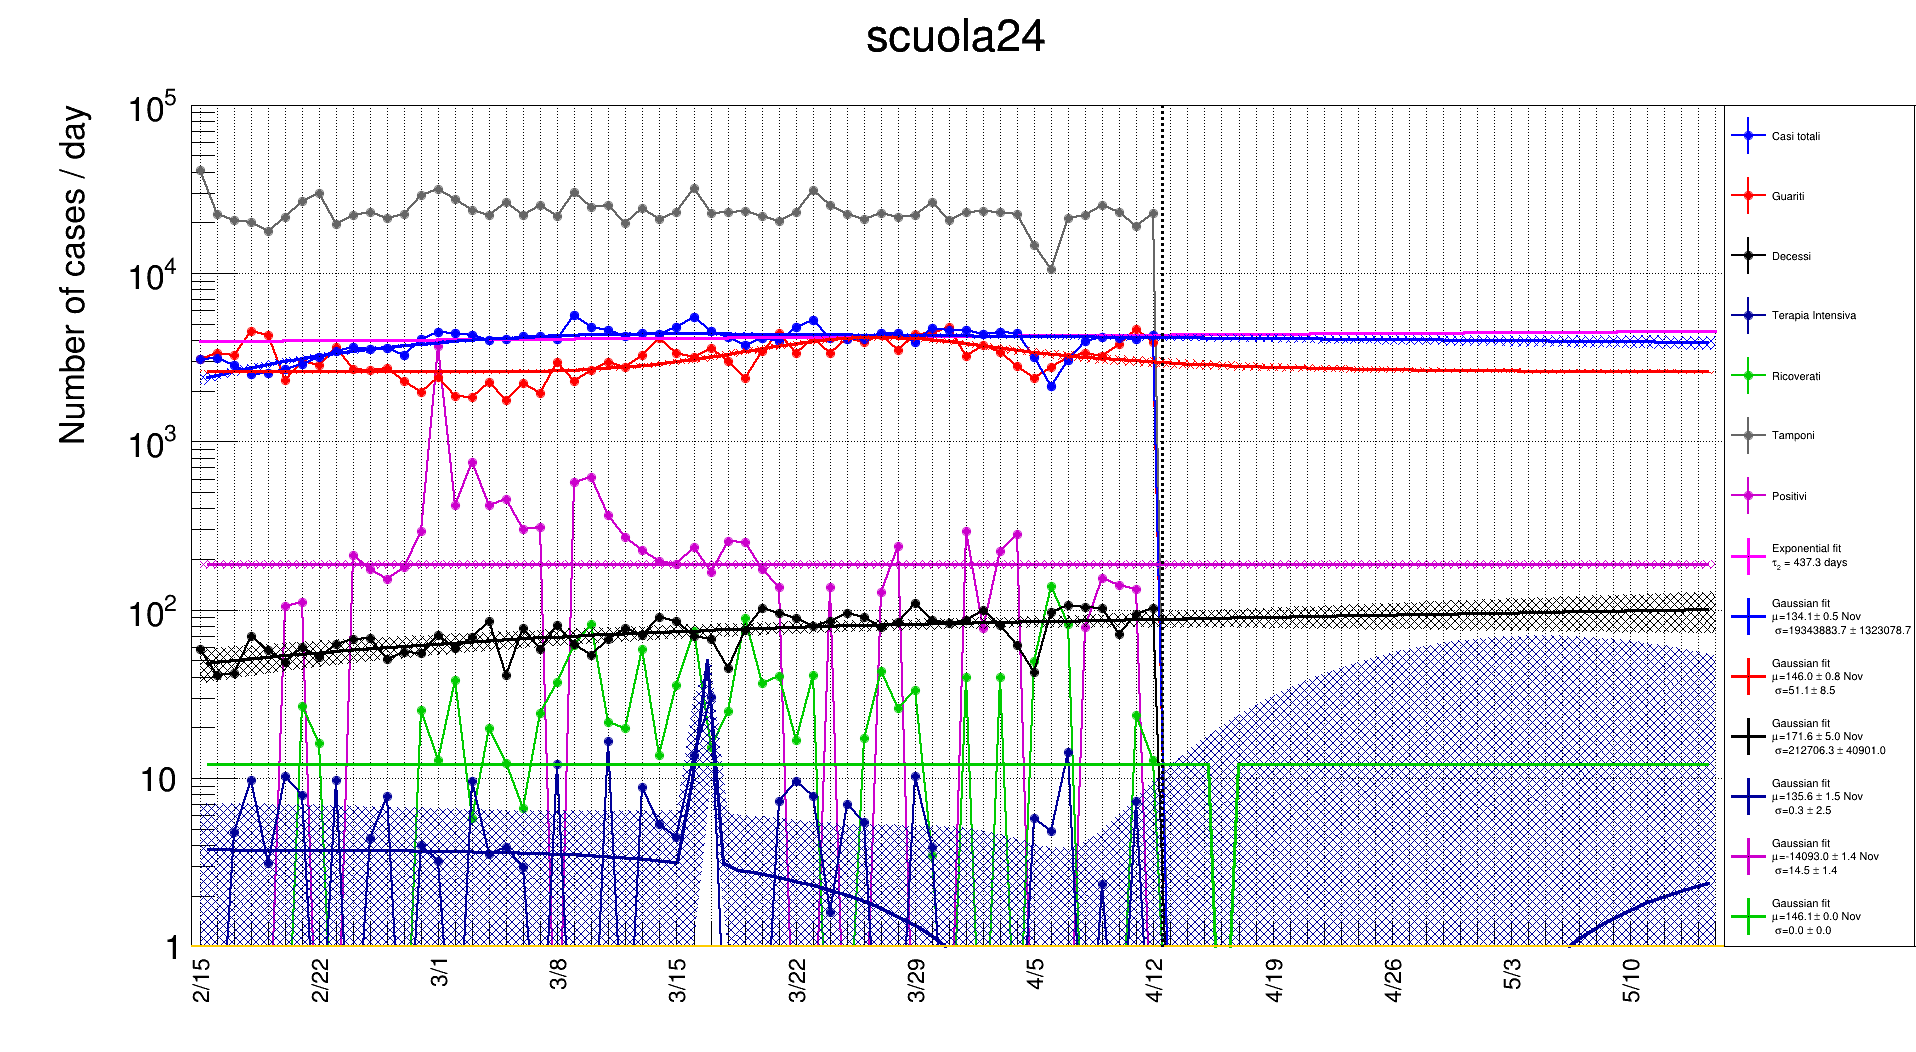 scuola24
Number of cases / day
10^5
10^4
10^3
10^2
10
1
2/15
2/22
3/1
3/8
3/15
3/22
3/29
4/5
4/12
4/19
4/26
5/3
5/10
Casi totali
Guariti
Decessi
Terapia Intensiva
Ricoverati
Tamponi
Positivi
Exponential fit
τ_2 = 437.3 days
Gaussian fit
μ=134.1± 0.5 Nov
σ=19343883.7 ± 1323078.7
Gaussian fit
μ=146.0 ± 0.8 Nov
σ=51.1± 8.5
Gaussian fit
μ=171.6 ± 5.0 Nov
σ=212706.3 ± 40901.0
Gaussian fit
μ=135.6 ± 1.5 Nov
σ=0.3 ± 2.5
Gaussian fit
μ=-14093.0 ± 1.4 Nov
σ=14.5 ± 1.4
Gaussian fit
μ=146.1± 0.0 Nov
σ=0.0 ± 0.0